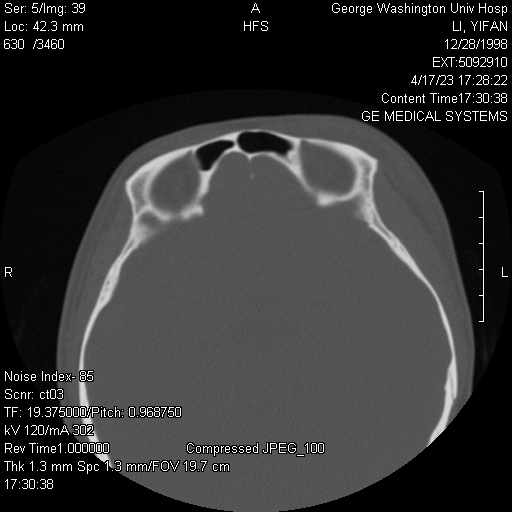 Ser: 5/Img: 39
Loc: 42.3 mm
630 /3460
A
HFS
George Washington Univ Hosp
LI, YIFAN
12/28/1998
EXT:5092910
4/17/23 17:28:22
Content Time17:30:38
GE MEDICAL SYSTEMS
R
L
Noise Index- 85
Scnr: ct03
TF: 19.375000/Pitch: 0.968750
kV 120/mA 302
Rev Time1.000000
Compressed JPEG_100
Thk 1.3 mm Spc 1.3 mm/FOV 19.7 cm
17:30:38